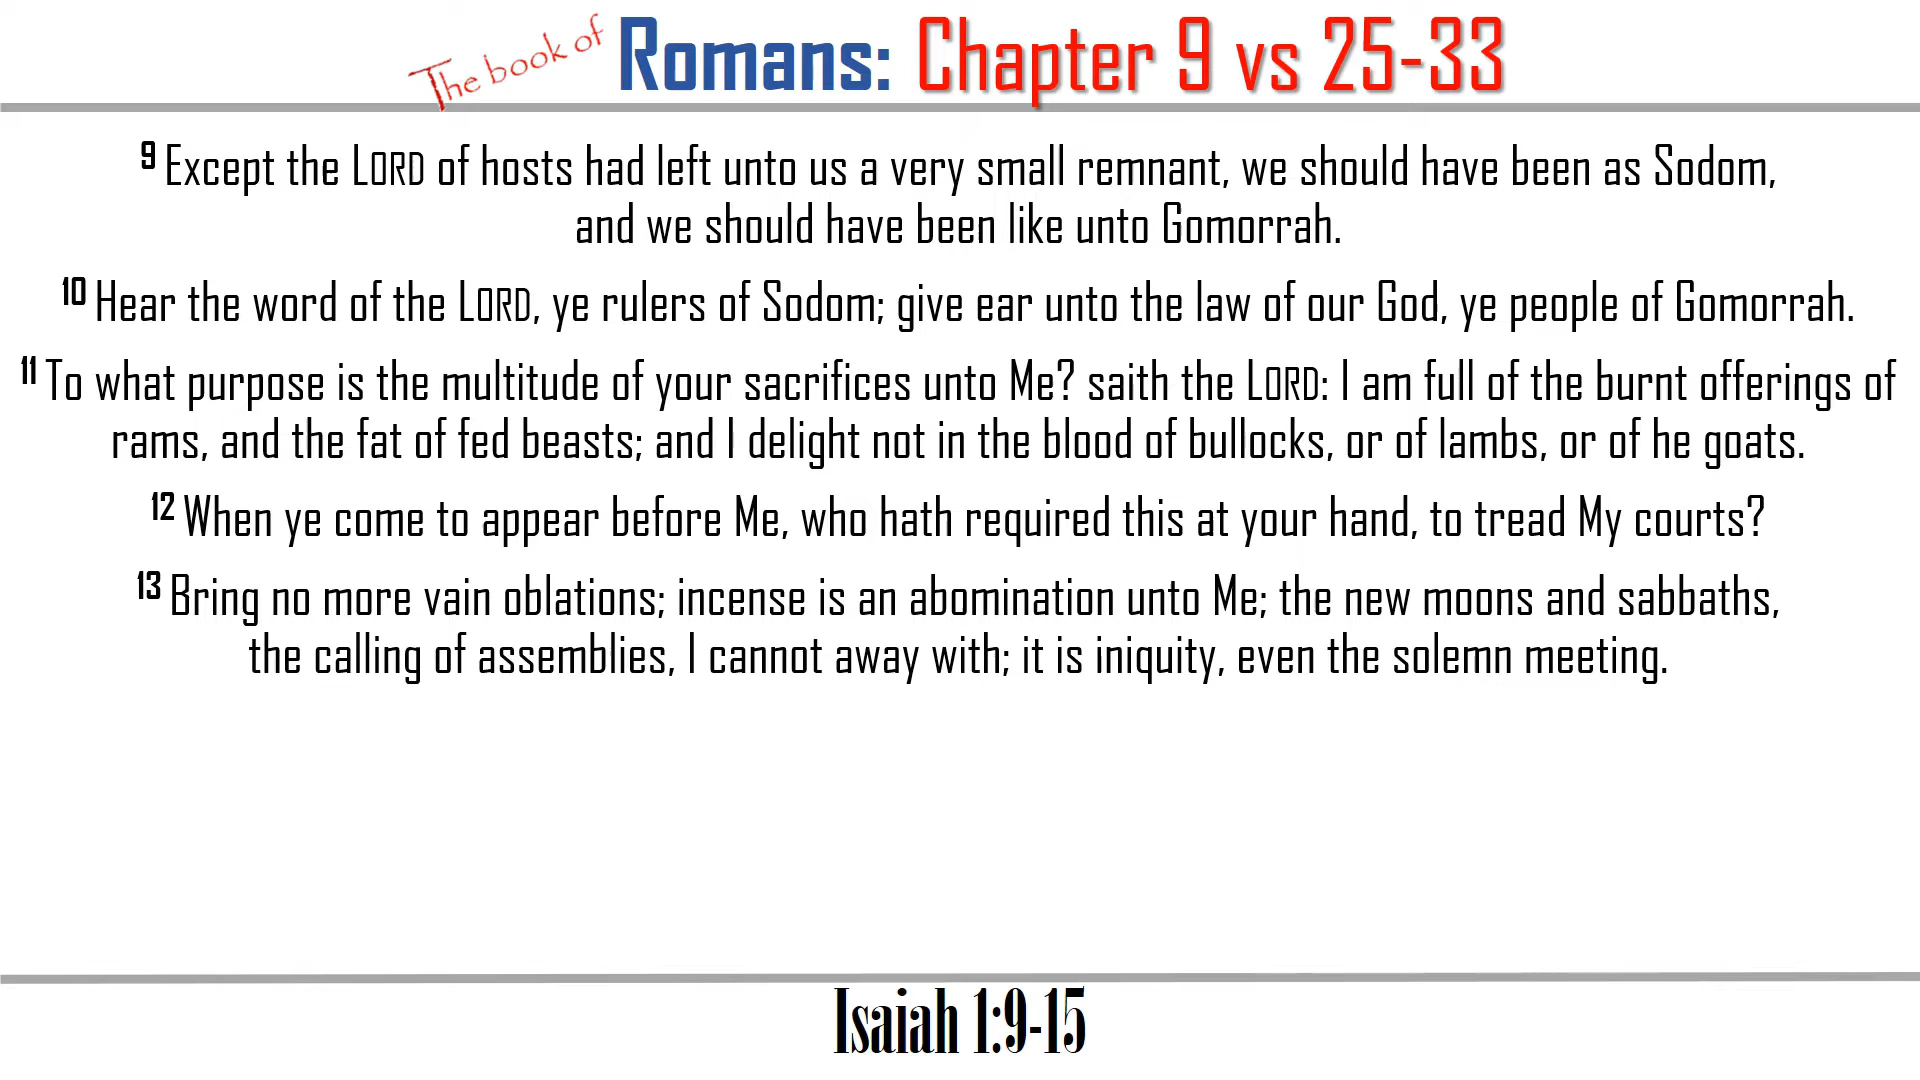 The book of Romans: Chapter 9 vs 25-33
9 Except the LORD of hosts had left unto us a very small remnant, we should have been as Sodom,
and we should have been like unto Gomorrah.
10 Hear the word of the LORD, ye rulers of Sodom; give ear unto the law of our God, ye people of Gomorrah.
11 To what purpose is the multitude of your sacrifices unto Me? saith the LORD: I am full of the burnt offerings of
rams, and the fat of fed beasts; and I delight not in the blood of bullocks, or of lambs, or of he goats.
12 When ye come to appear before Me, who hath required this at your hand, to tread My courts?
13 Bring no more vain oblations; incense is an abomination unto Me; the new moons and sabbaths,
the calling of assemblies, I cannot away with; it is iniquity, even the solemn meeting.
Isaiah 1:9-15